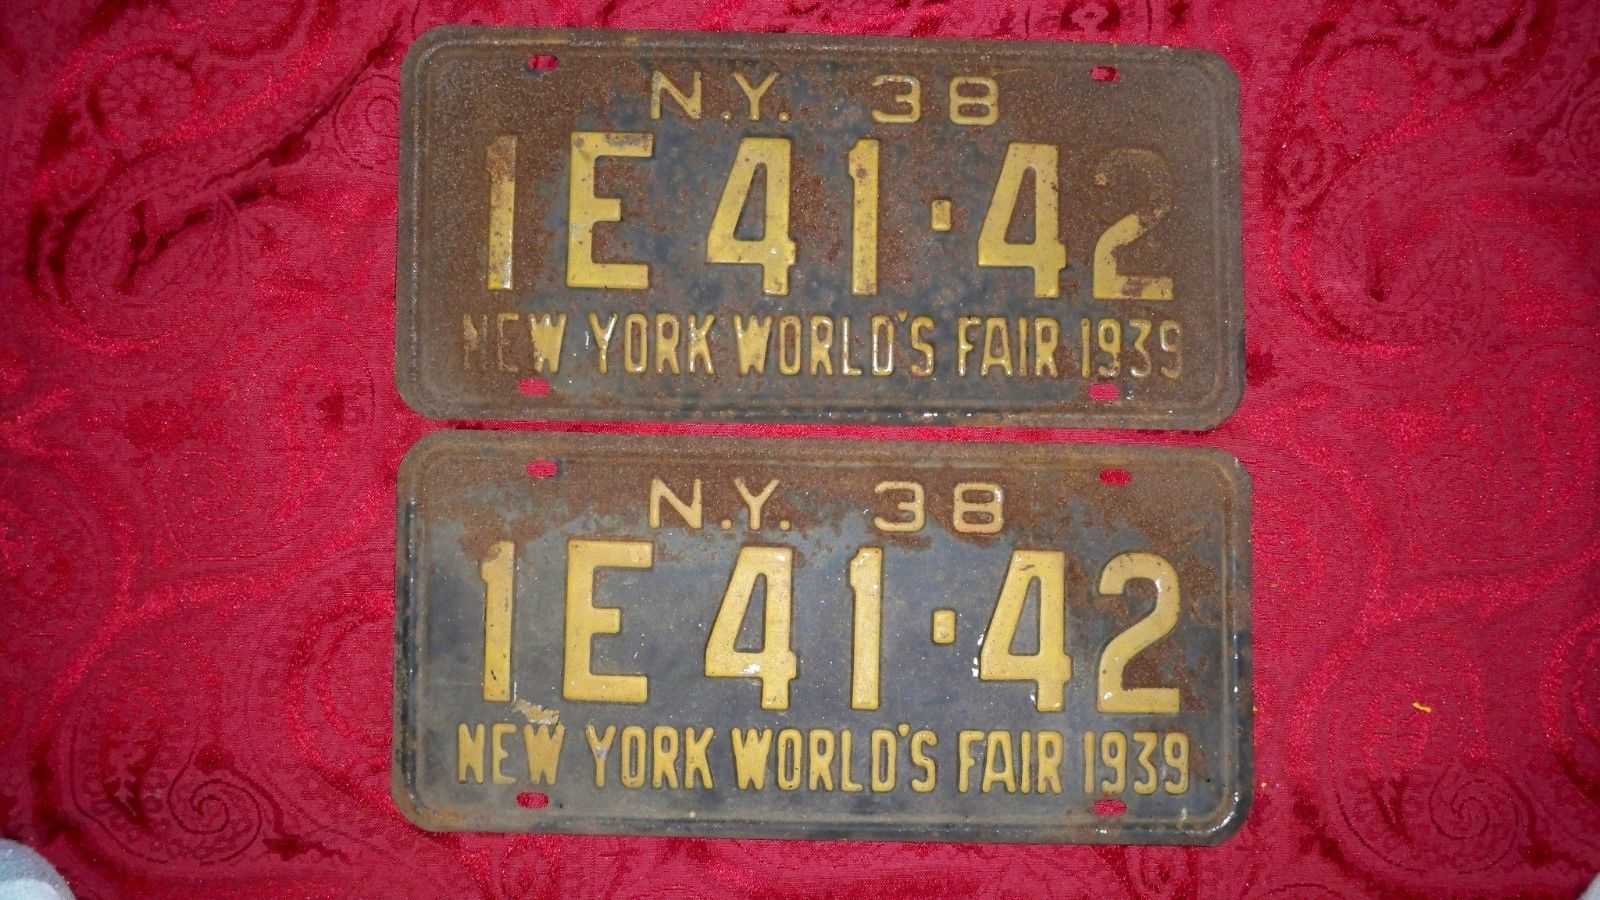 N.Y. 38
1E 41·42
NEW YORK WORLD'S FAIR 1939
N.Y. 38
1E 41·42
NEW YORK WORLD'S FAIR 1939